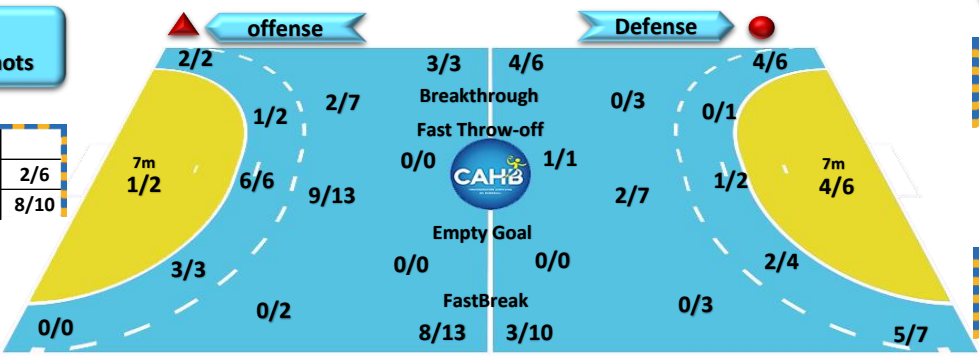 offense
Defense
ots
2/2
3/3
4/6
4/6
Breakthrough
1/2
2/7
0/3
0/1
Fast Throw-off
0/0
1/1
7m
1/2
6/6
9/13
CAHB
2/7
1/2
7m
4/6
2/6
8/10
Empty Goal
0/0
0/0
3/3
2/4
FastBreak
0/2
0/3
0/0
8/13
3/10
5/7